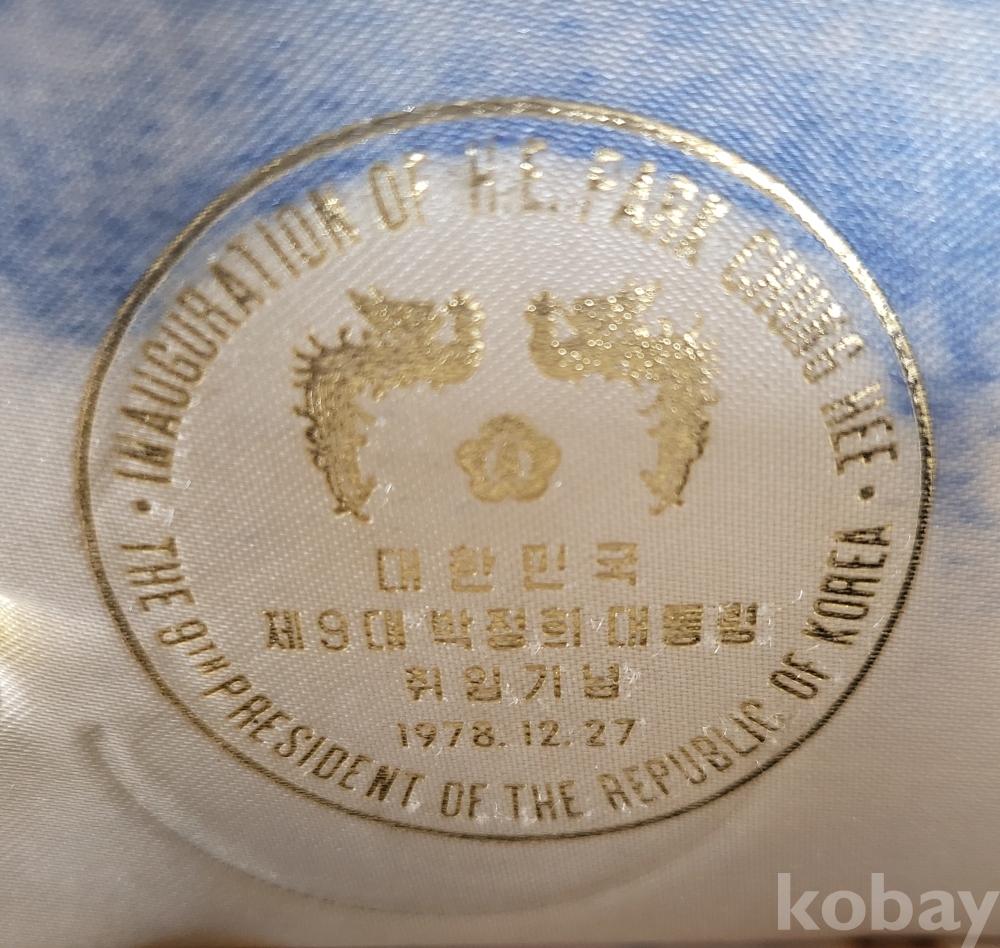 INAUGURATION OF H.E. PARK CHUNG HEE
대한민국
제9대 박정희 대통령
취임기념
1978.12.27
THE 9TH PRESIDENT OF THE REPUBLIC OF KOREA
kobay